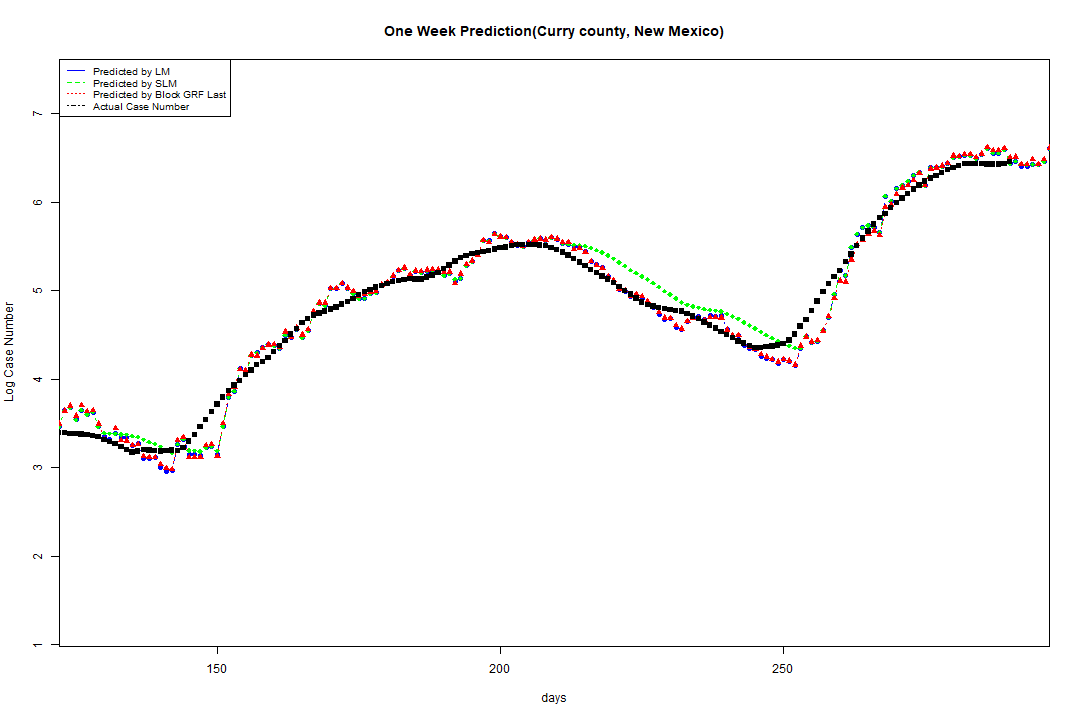 One Week Prediction(Curry county, New Mexico)
Predicted by LM
Predicted by SLM
Predicted by Block GRF Last
Actual Case Number
Log Case Number
7
6
5
4
3
2
1
150
200
250
days